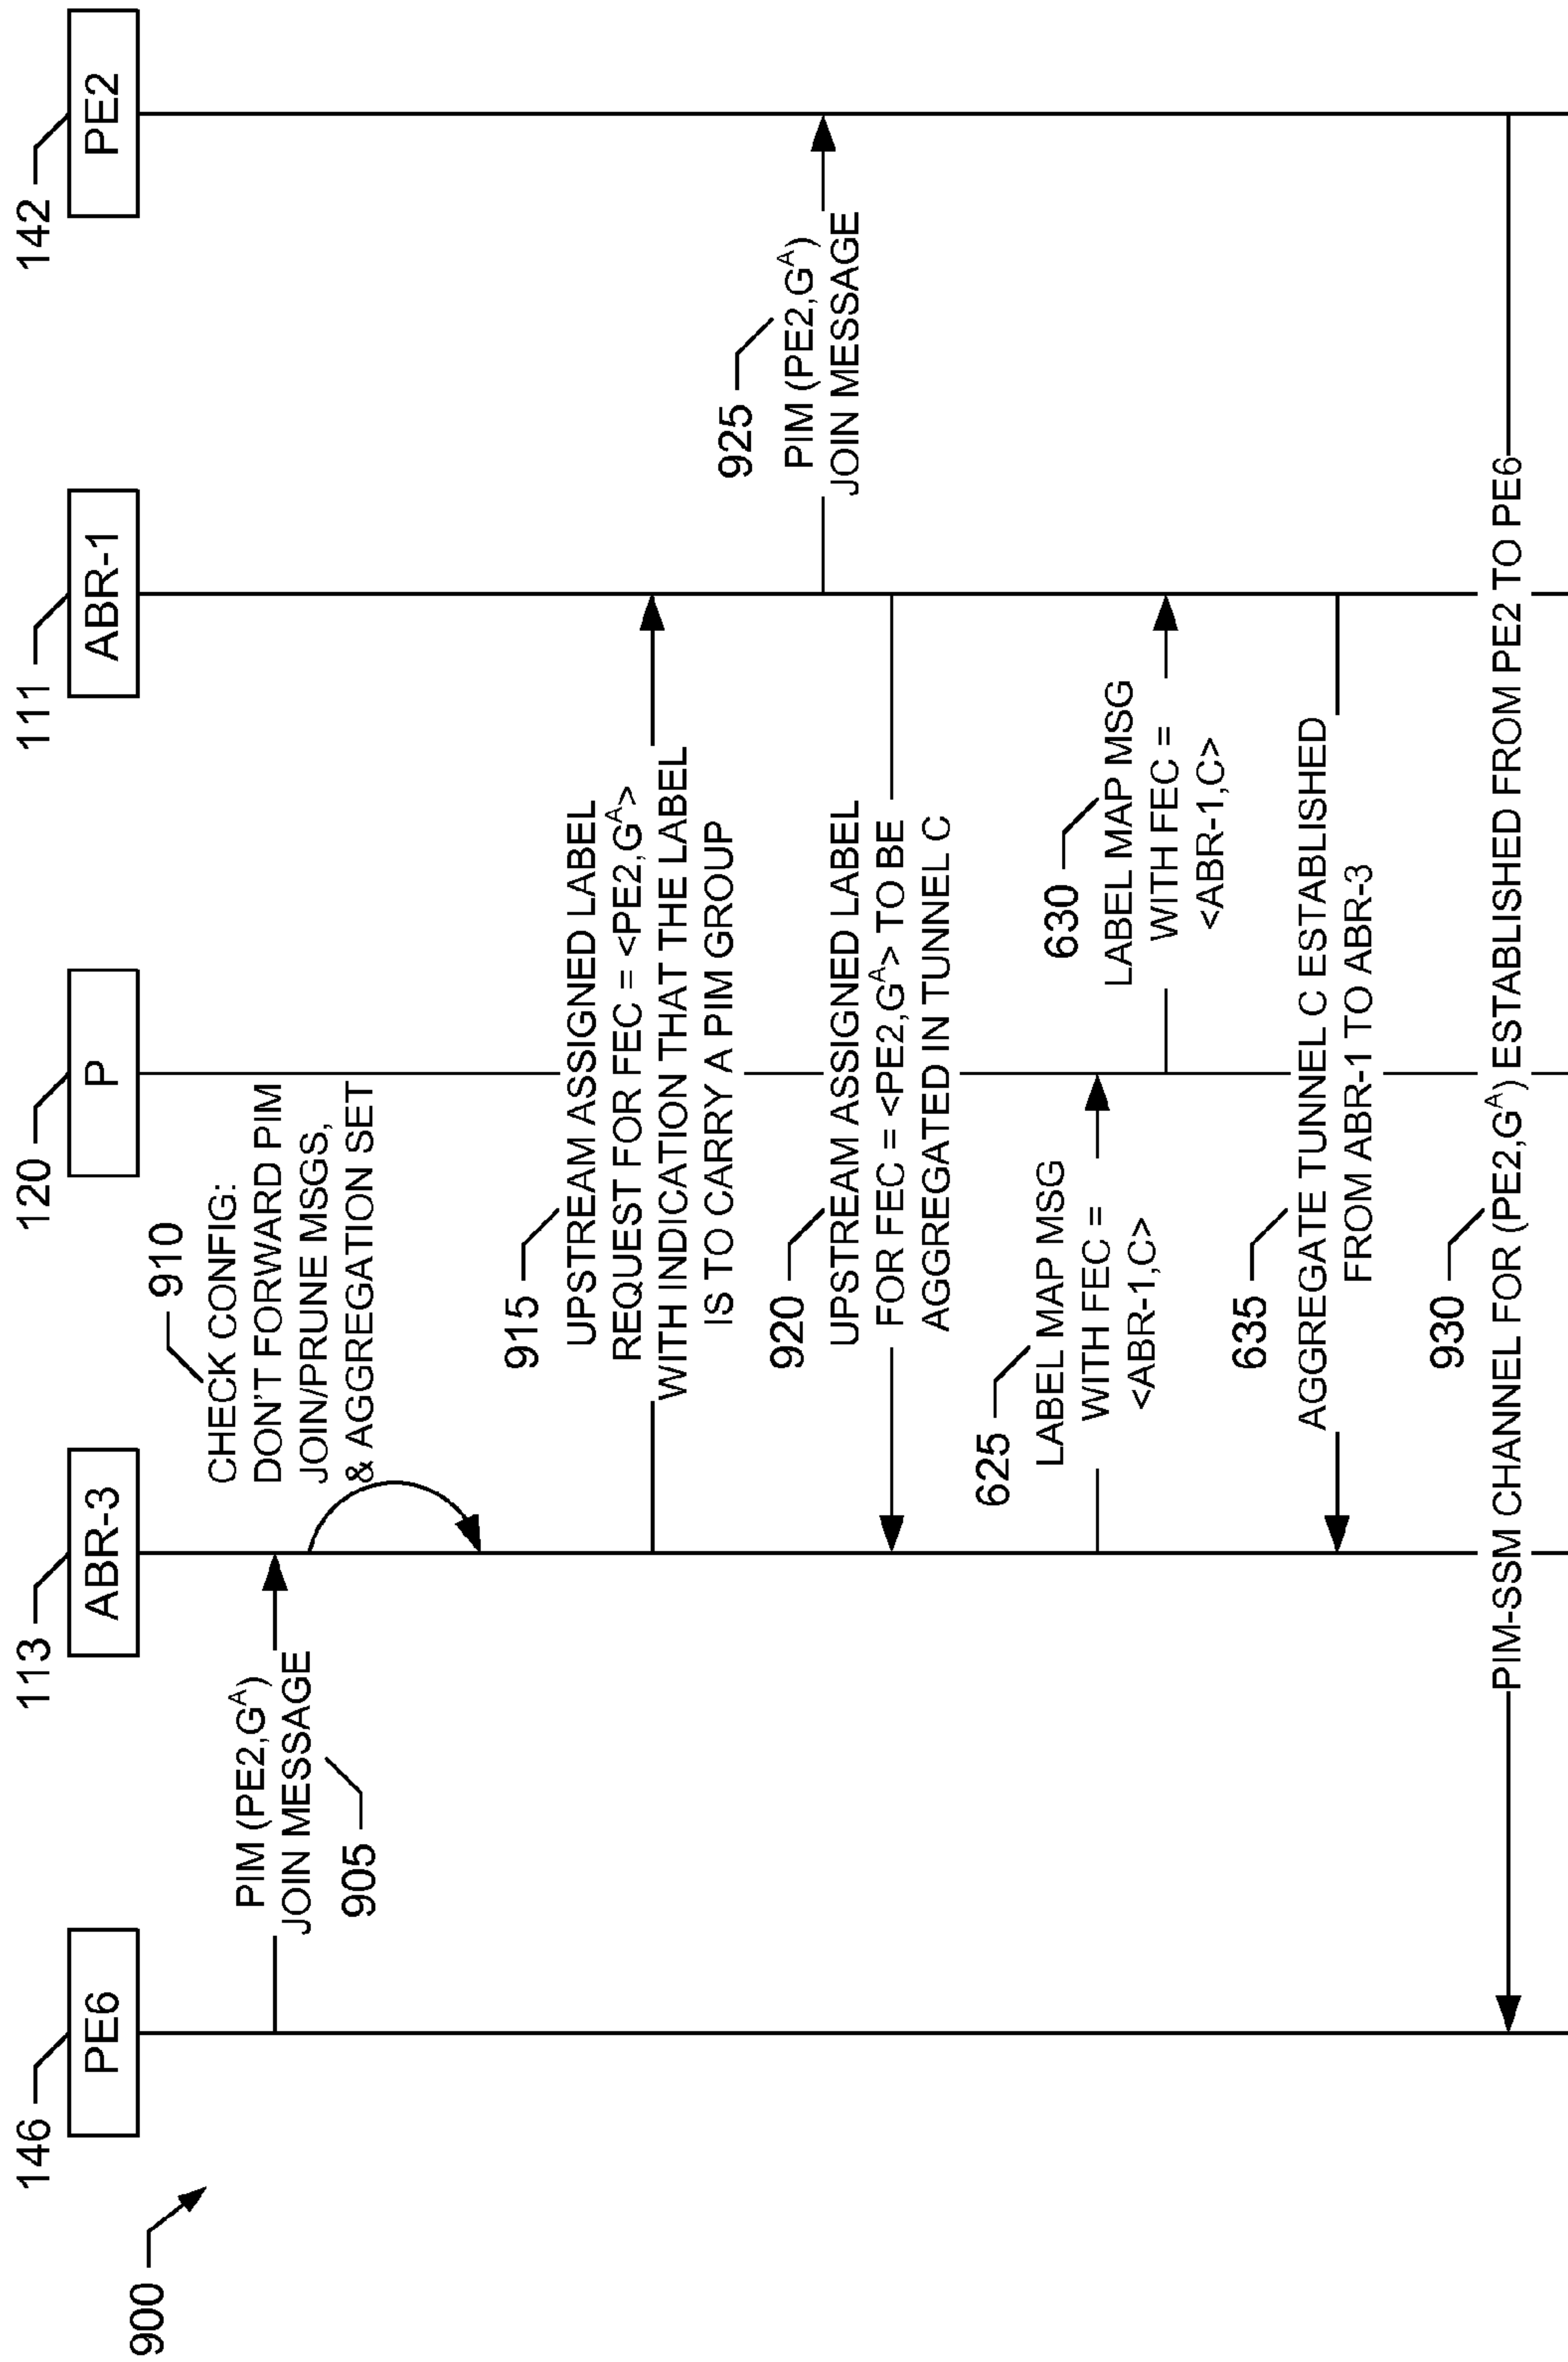 900
146
PE6
113
ABR-3
120
P
111
ABR-1
142
PE2
PIM (PE2,G^A)
JOIN MESSAGE
905
910
CHECK CONFIG:
DON'T FORWARD PIM
JOIN/PRUNE MSGS,
& AGGREGATION SET
915
UPSTREAM ASSIGNED LABEL
REQUEST FOR FEC = <PE2,G^A>
WITH INDICATION THAT THE LABEL
IS TO CARRY A PIM GROUP
925
PIM (PE2,G^A)
JOIN MESSAGE
920
UPSTREAM ASSIGNED LABEL
FOR FEC = <PE2,G^A> TO BE
AGGREGATED IN TUNNEL C
625
LABEL MAP MSG
WITH FEC =
<ABR-1,C>
630
LABEL MAP MSG
WITH FEC =
<ABR-1,C>
635
AGGREGATE TUNNEL C ESTABLISHED
FROM ABR-1 TO ABR-3
930
PIM-SSM CHANNEL FOR (PE2,G^A) ESTABLISHED FROM PE2 TO PE6